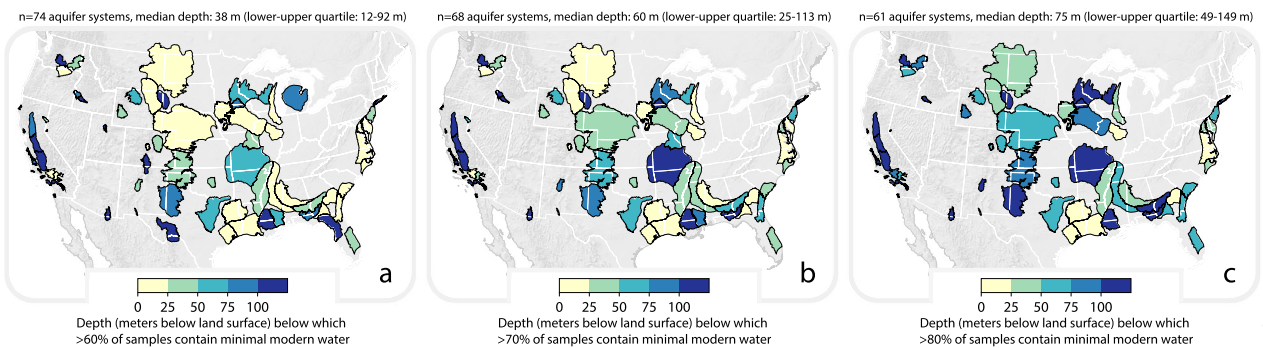 n=74 aquifer systems, median depth: 38 m (lower-upper quartile: 12-92 m)
a
0 25 50 75 100
Depth (meters below land surface) below which
>60% of samples contain minimal modern water
n=68 aquifer systems, median depth: 60 m (lower-upper quartile: 25-113 m)
b
0 25 50 75 100
Depth (meters below land surface) below which
>70% of samples contain minimal modern water
n=61 aquifer systems, median depth: 75 m (lower-upper quartile: 49-149 m)
c
0 25 50 75 100
Depth (meters below land surface) below which
>80% of samples contain minimal modern water